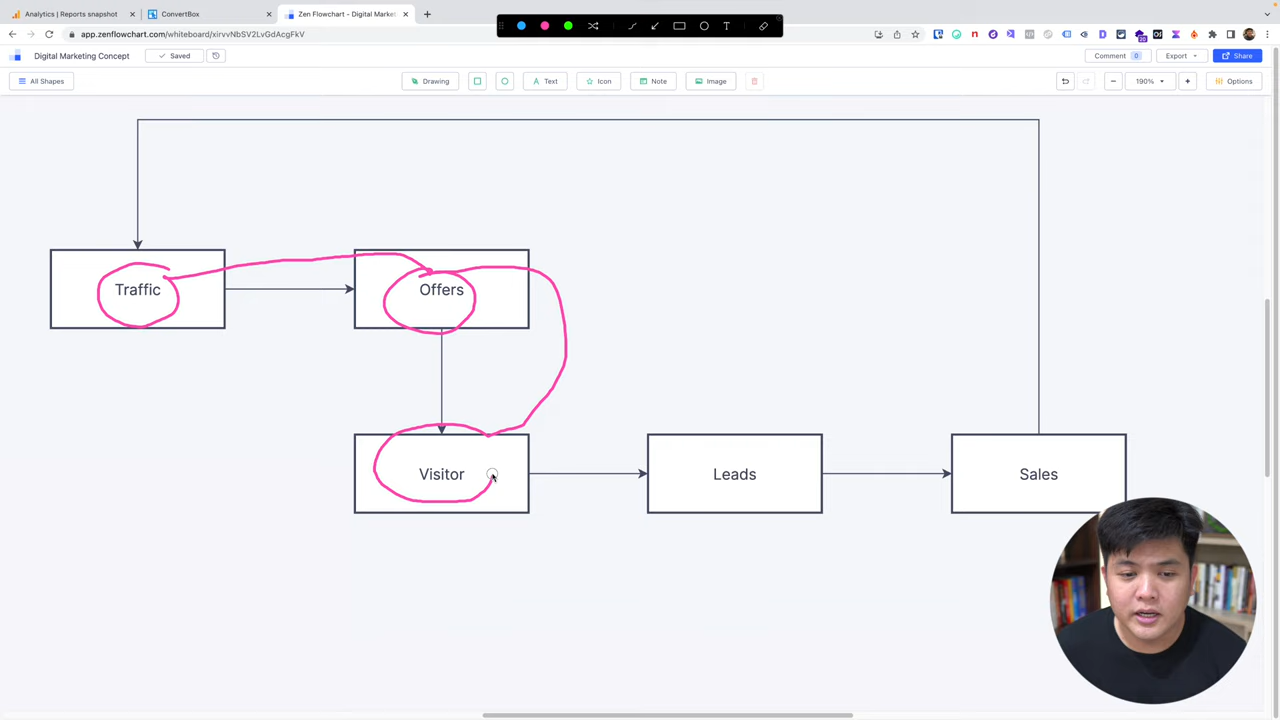 Analytics | Reports snapshot
ConvertBox
Zen Flowchart - Digital Market
app.zenflowchart.com/whiteboard/xirvvNbSV2LvGdAcgFkV
Digital Marketing Concept
Saved
Comment 0
Export
Share
All Shapes
Drawing
Text
Icon
Note
Image
190%
Options
Traffic
Offers
Visitor
Leads
Sales